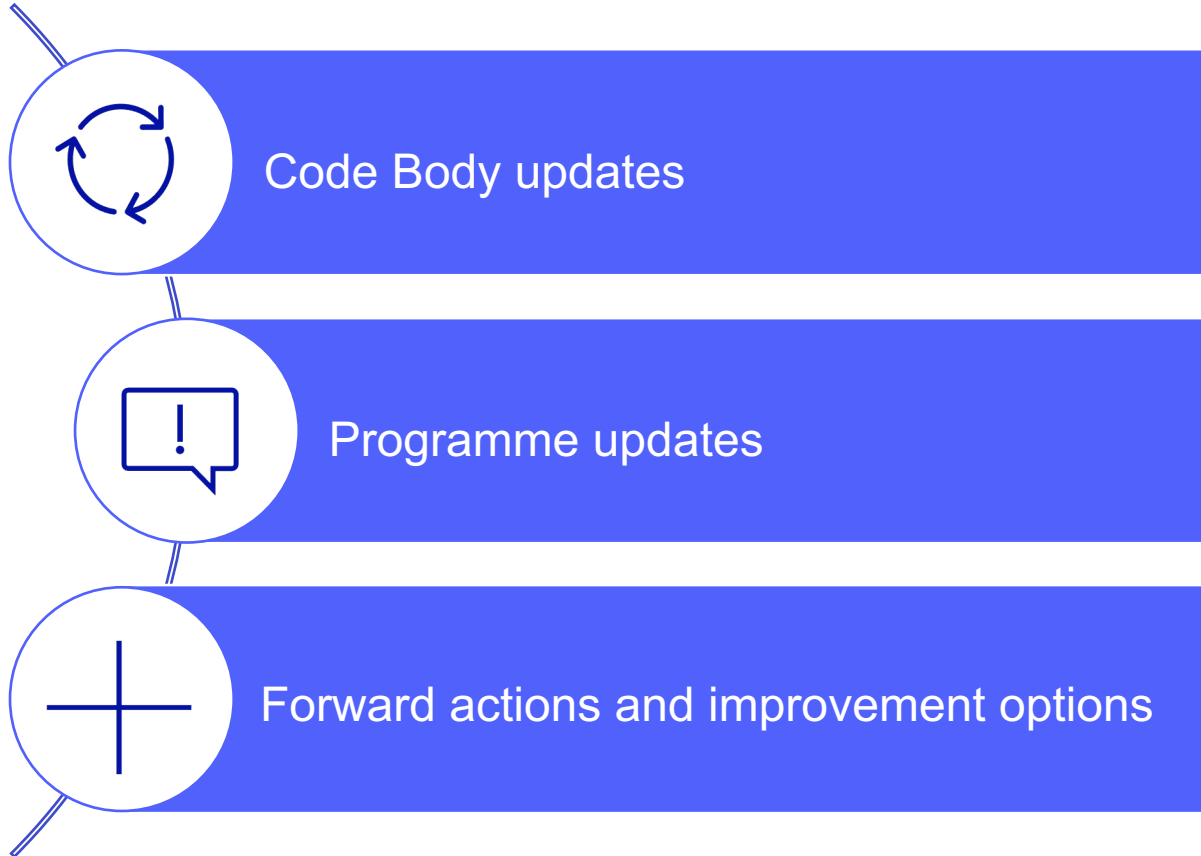 Code Body updates
Programme updates
Forward actions and improvement options